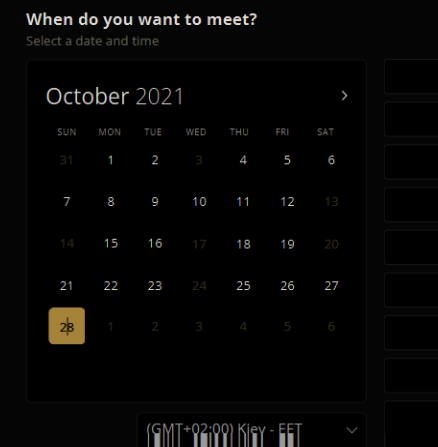 When do you want to meet?
Select a date and time
October 2021
SUN MON TUE WED THU FRI SAT
31 1 2 3 4 5 6
7 8 9 10 11 12 13
14 15 16 17 18 19 20
21 22 23 24 25 26 27
28 1 2 3 4 5 6
(GMT+02:00) Kiev - EET